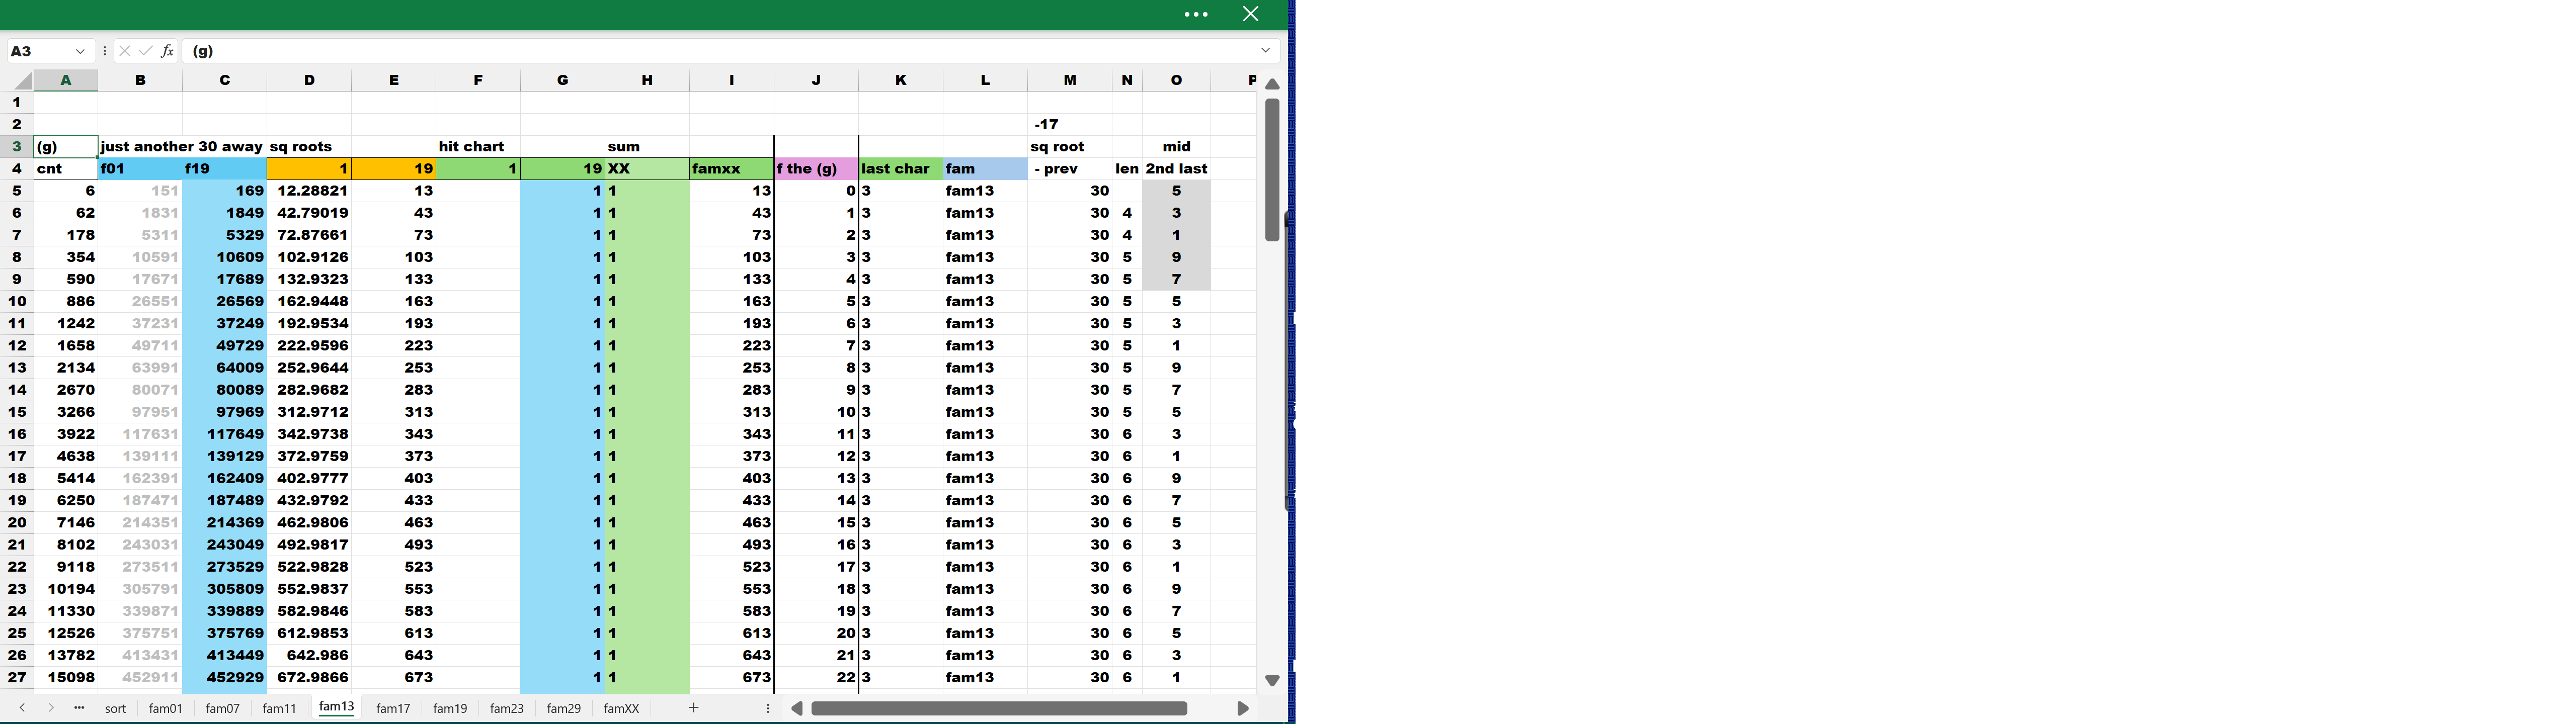 A3 fx (g)
A B C D E F G H I J K L M N O P
1
2 -17
3 (g) just another 30 away sq roots hit chart sum sq root mid
4 cnt f01 f19 1 19 1 19 XX famxx f the (g) last char fam - prev len 2nd last
5 6 151 169 12.28821 13 1 1 13 0 3 fam13 30 5
6 62 1831 1849 42.79019 43 1 1 43 1 3 fam13 30 4 3
7 178 5311 5329 72.87661 73 1 1 73 2 3 fam13 30 4 1
8 354 10591 10609 102.9126 103 1 1 103 3 3 fam13 30 5 9
9 590 17671 17689 132.9323 133 1 1 133 4 3 fam13 30 5 7
10 886 26551 26569 162.9448 163 1 1 163 5 3 fam13 30 5 5
11 1242 37231 37249 192.9534 193 1 1 193 6 3 fam13 30 5 3
12 1658 49711 49729 222.9596 223 1 1 223 7 3 fam13 30 5 1
13 2134 63991 64009 252.9644 253 1 1 253 8 3 fam13 30 5 9
14 2670 80071 80089 282.9682 283 1 1 283 9 3 fam13 30 5 7
15 3266 97951 97969 312.9712 313 1 1 313 10 3 fam13 30 5 5
16 3922 117631 117649 342.9738 343 1 1 343 11 3 fam13 30 6 3
17 4638 139111 139129 372.9759 373 1 1 373 12 3 fam13 30 6 1
18 5414 162391 162409 402.9777 403 1 1 403 13 3 fam13 30 6 9
19 6250 187471 187489 432.9792 433 1 1 433 14 3 fam13 30 6 7
20 7146 214351 214369 462.9806 463 1 1 463 15 3 fam13 30 6 5
21 8102 243031 243049 492.9817 493 1 1 493 16 3 fam13 30 6 3
22 9118 273511 273529 522.9828 523 1 1 523 17 3 fam13 30 6 1
23 10194 305791 305809 552.9837 553 1 1 553 18 3 fam13 30 6 9
24 11330 339871 339889 582.9846 583 1 1 583 19 3 fam13 30 6 7
25 12526 375751 375769 612.9853 613 1 1 613 20 3 fam13 30 6 5
26 13782 413431 413449 642.986 643 1 1 643 21 3 fam13 30 6 3
27 15098 452911 452929 672.9866 673 1 1 673 22 3 fam13 30 6 1
sort fam01 fam07 fam11 fam13 fam17 fam19 fam23 fam29 famXX